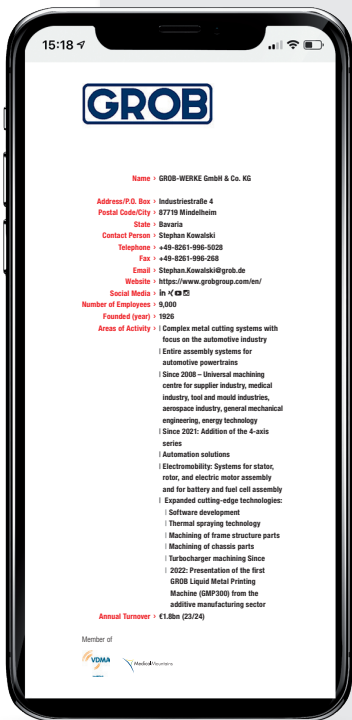 15:18
GROB
Name › GROB-WERKE GmbH & Co. KG
Address/P.O. Box › Industriestraße 4
Postal Code/City › 87719 Mindelheim
State › Bavaria
Contact Person › Stephan Kowalski
Telephone › +49-8261-996-5028
Fax › +49-8261-996-268
Email › Stephan.Kowalski@grob.de
Website › https://www.grobgroup.com/en/
Social Media ›
Number of Employees › 9,000
Founded (year) › 1926
Areas of Activity › | Complex metal cutting systems with
focus on the automotive industry
| Entire assembly systems for
automotive powertrains
| Since 2008 – Universal machining
centre for supplier industry, medical
industry, tool and mould industries,
aerospace industry, general mechanical
engineering, energy technology
| Since 2021: Addition of the 4-axis
series
| Automation solutions
| Electromobility: Systems for stator,
rotor, and electric motor assembly
and for battery and fuel cell assembly
| Expanded cutting-edge technologies:
| Software development
| Thermal spraying technology
| Machining of frame structure parts
| Machining of chassis parts
| Turbocharger machining Since
| 2022: Presentation of the first
GROB Liquid Metal Printing
Machine (GMP300) from the
additive manufacturing sector
Annual Turnover › €1.8bn (23/24)
Member of
VDMA
MedicalMountains